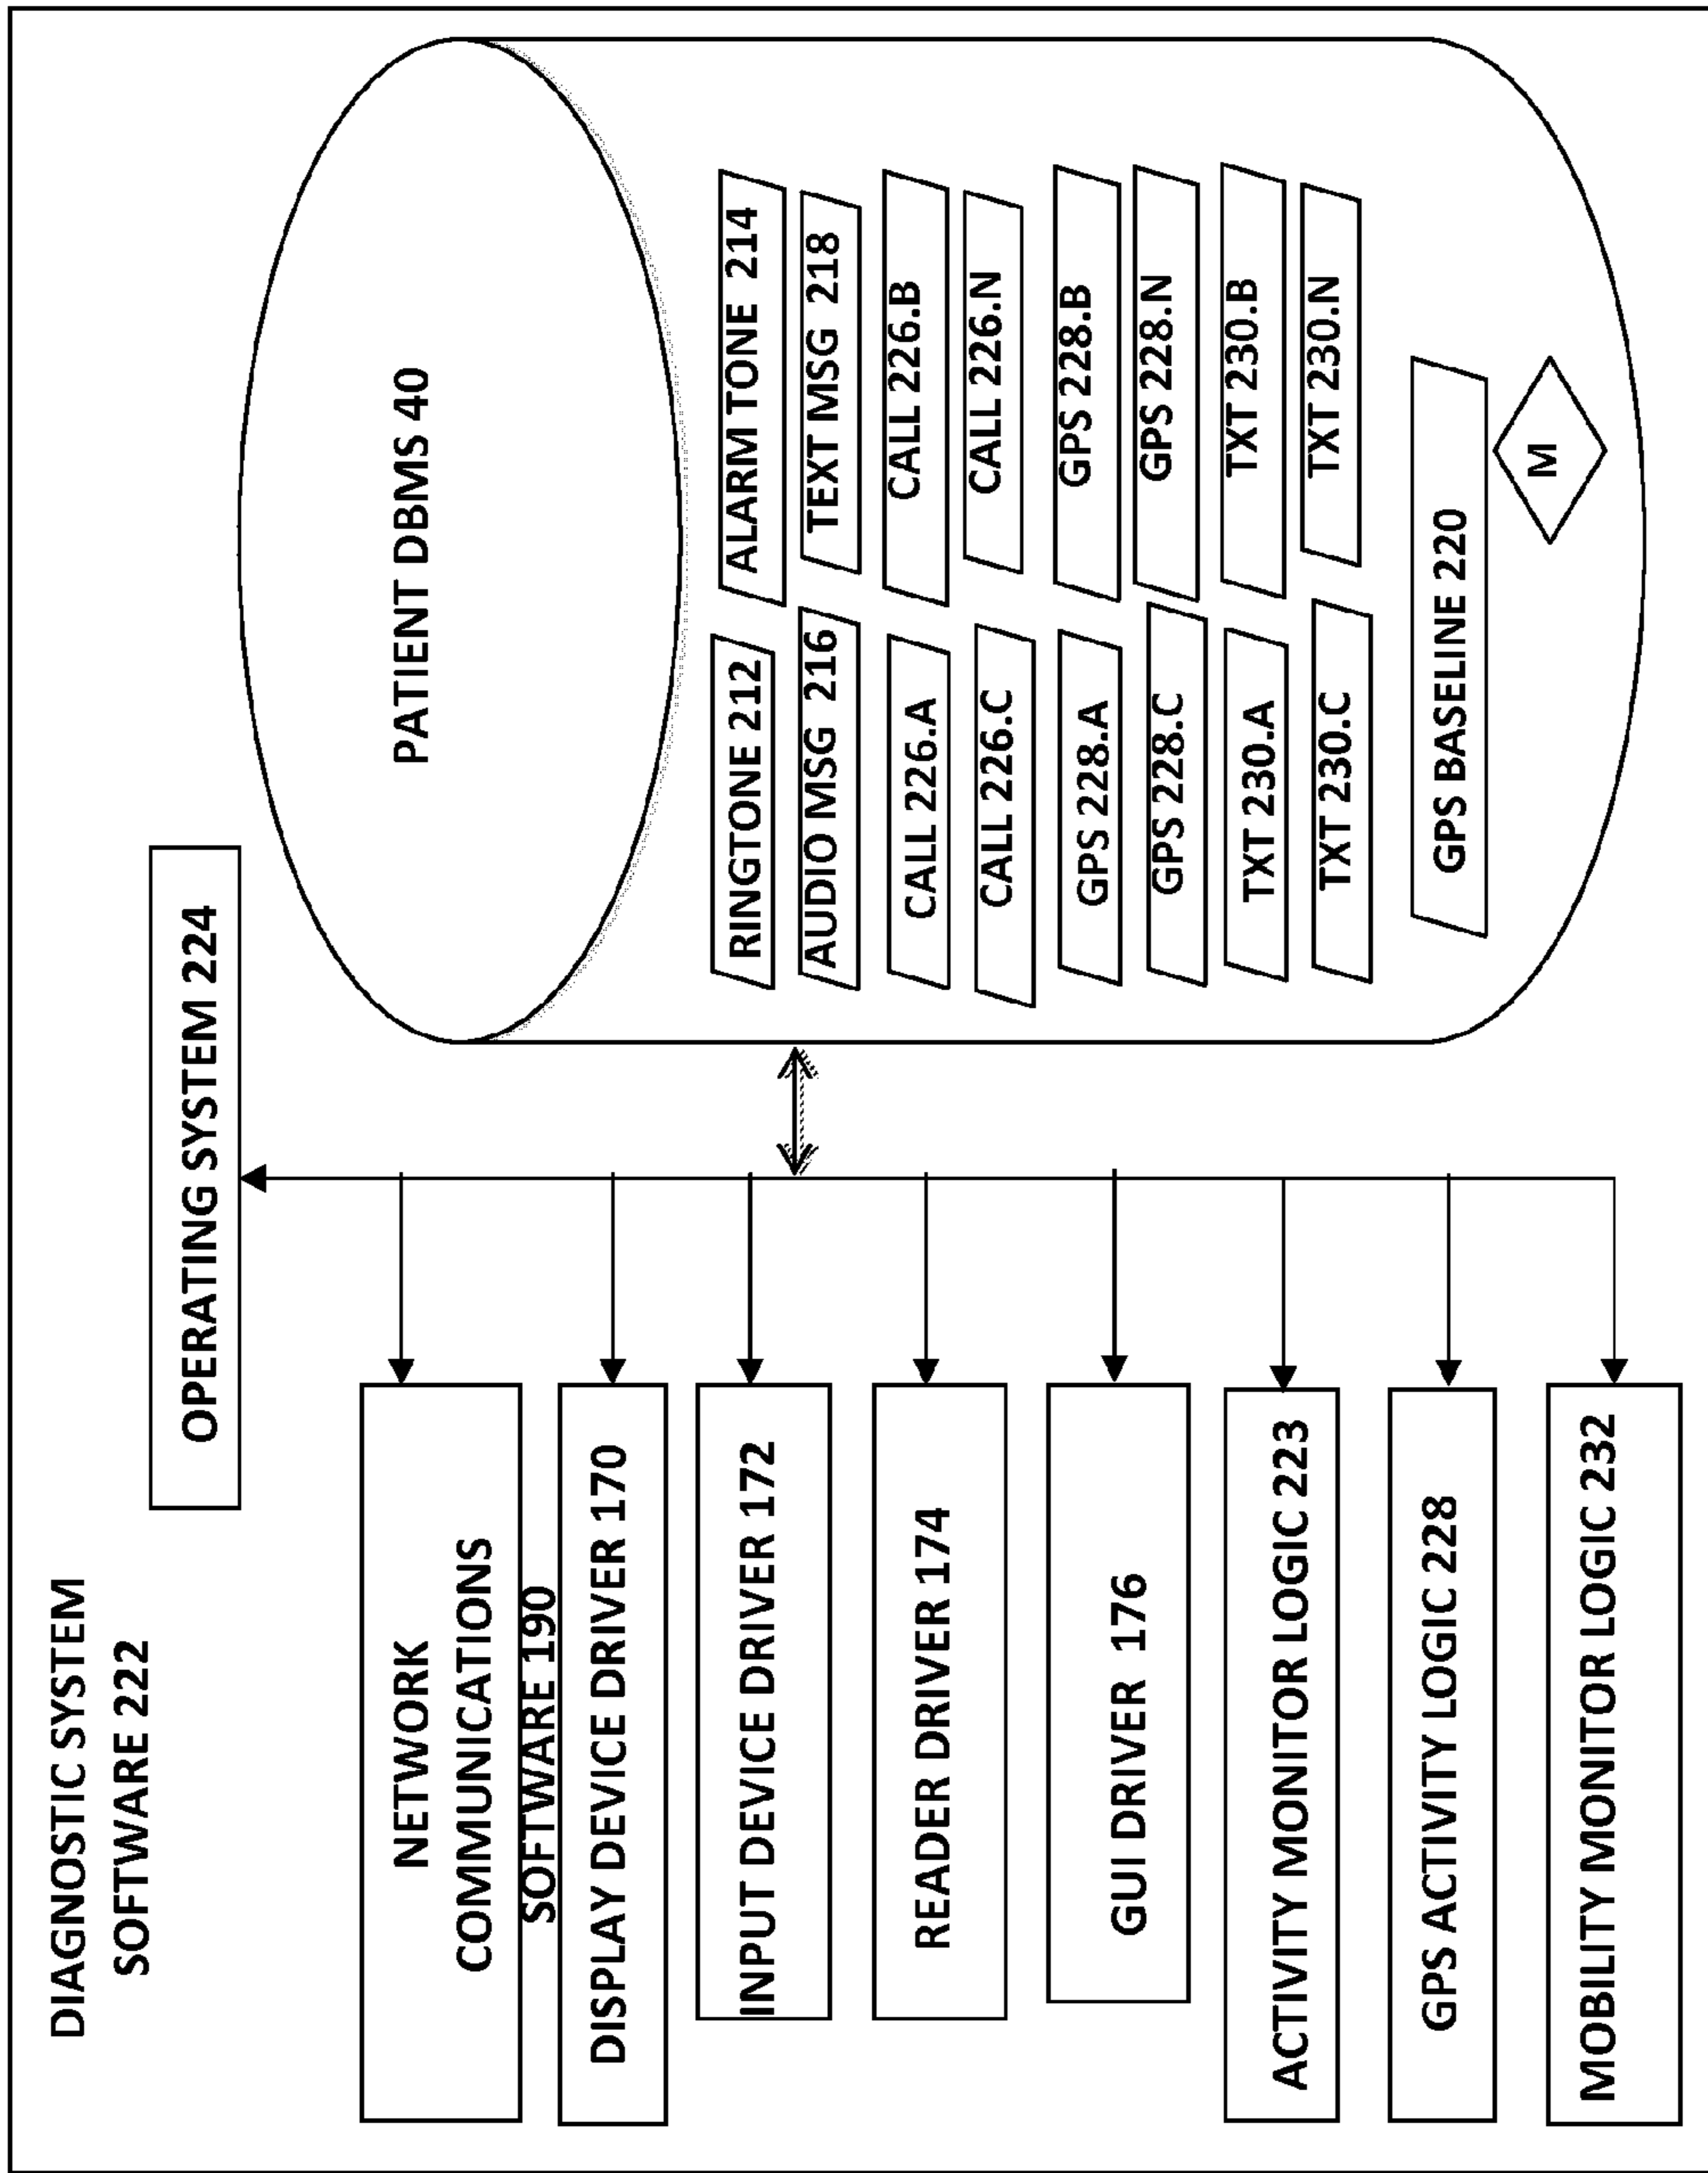 DIAGNOSTIC SYSTEM
SOFTWARE 222
OPERATING SYSTEM 224
NETWORK
COMMUNICATIONS
SOFTWARE 190
DISPLAY DEVICE DRIVER 170
INPUT DEVICE DRIVER 172
READER DRIVER 174
GUI DRIVER 176
ACTIVITY MONITOR LOGIC 223
GPS ACTIVITY LOGIC 228
MOBILITY MONITOR LOGIC 232
PATIENT DBMS 40
RINGTONE 212
ALARM TONE 214
AUDIO MSG 216
TEXT MSG 218
CALL 226.A
CALL 226.B
CALL 226.C
CALL 226.N
GPS 228.A
GPS 228.B
GPS 228.C
GPS 228.N
TXT 230.A
TXT 230.B
TXT 230.C
TXT 230.N
GPS BASELINE 220
M